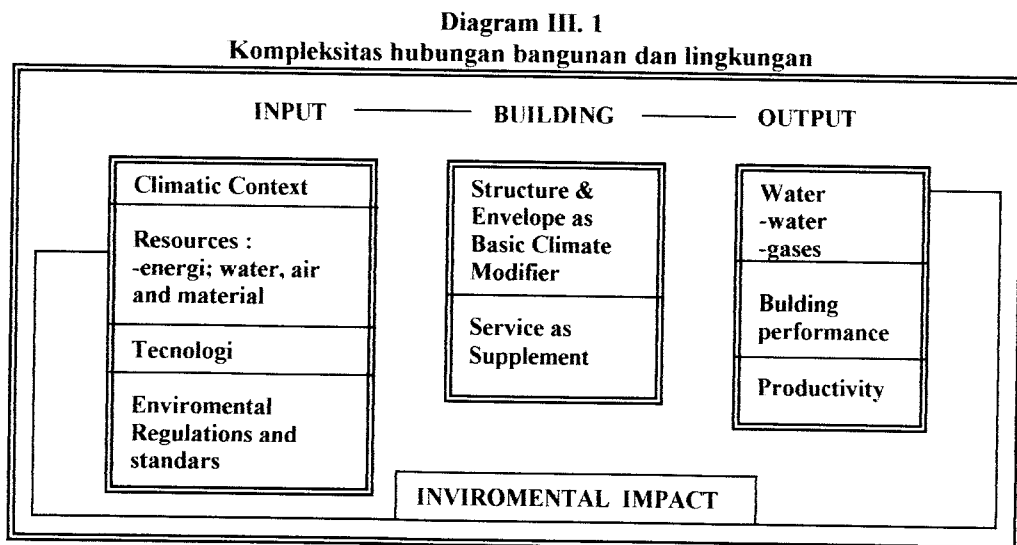 Diagram III. 1
Kompleksitas hubungan bangunan dan lingkungan
INPUT BUILDING OUTPUT
Climatic Context
Resources :
-energi; water, air
and material
Tecnologi
Enviromental
Regulations and
standars
Structure &
Envelope as
Basic Climate
Modifier
Service as
Supplement
Water
-water
-gases
Bulding
performance
Productivity
INVIROMENTAL IMPACT